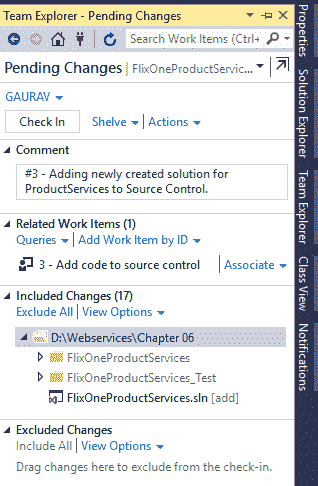 Team Explorer - Pending Changes
Search Work Items (Ctrl+
Pending Changes | FlixOneProductServic...
GAURAV
Check In Shelve | Actions
Comment
#3 - Adding newly created solution for
ProductServices to Source Control.
Related Work Items (1)
Queries | Add Work Item by ID
3 - Add code to source control Associate
Included Changes (17)
Exclude All | View Options
D:\Webservices\Chapter 06
FlixOneProductServices
FlixOneProductServices_Test
FlixOneProductServices.sln [add]
Excluded Changes
Include All | View Options
Drag changes here to exclude from the check-in.
Properties
Solution Explorer
Team Explorer
Class View
Notifications